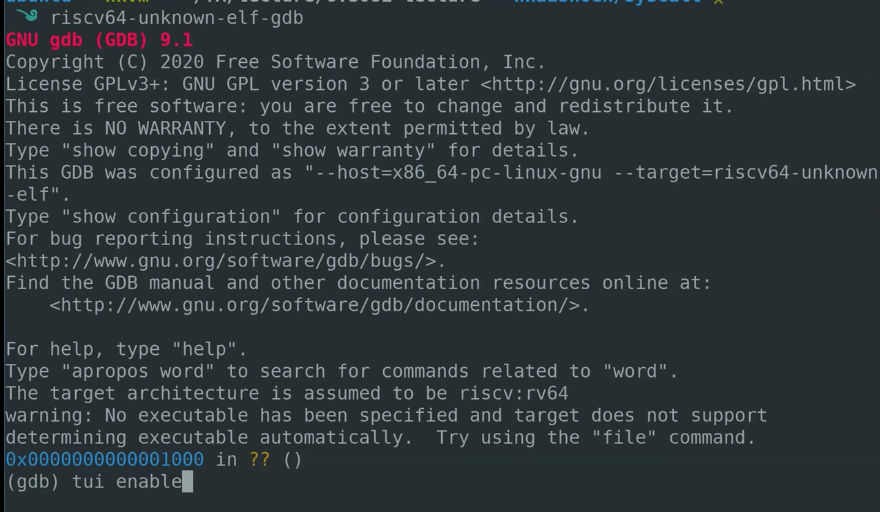 riscv64-unknown-elf-gdb
GNU gdb (GDB) 9.1
Copyright (C) 2020 Free Software Foundation, Inc.
License GPLv3+: GNU GPL version 3 or later <http://gnu.org/licenses/gpl.html>
This is free software: you are free to change and redistribute it.
There is NO WARRANTY, to the extent permitted by law.
Type "show copying" and "show warranty" for details.
This GDB was configured as "--host=x86_64-pc-linux-gnu --target=riscv64-unknown
-elf".
Type "show configuration" for configuration details.
For bug reporting instructions, please see:
<http://www.gnu.org/software/gdb/bugs/>.
Find the GDB manual and other documentation resources online at:
    <http://www.gnu.org/software/gdb/documentation/>.
For help, type "help".
Type "apropos word" to search for commands related to "word".
The target architecture is assumed to be riscv:rv64
warning: No executable has been specified and target does not support
determining executable automatically.  Try using the "file" command.
0x0000000000001000 in ?? ()
(gdb) tui enable